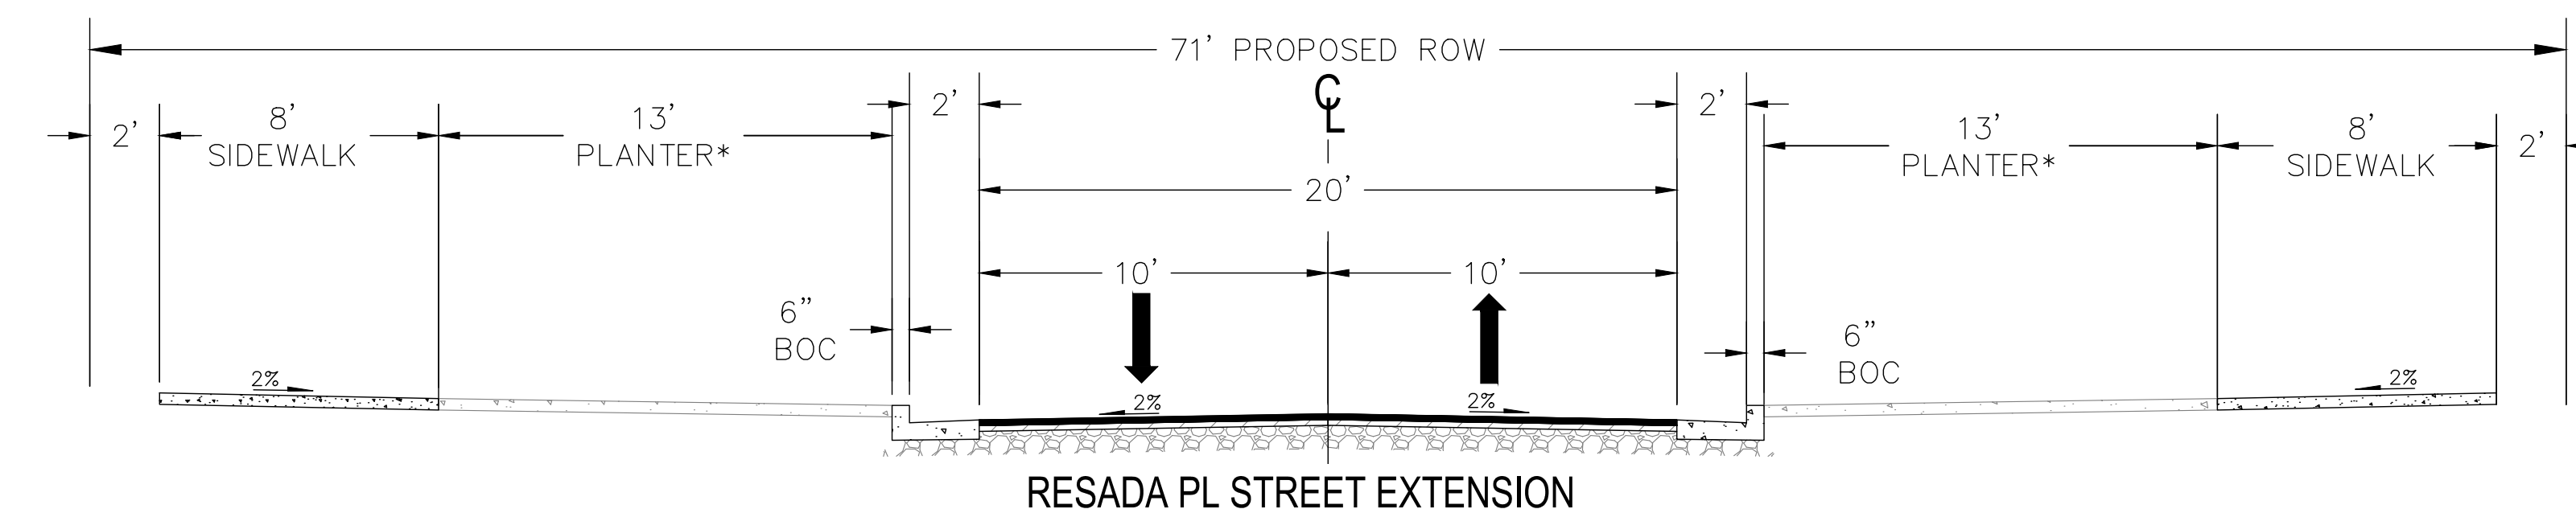 71' PROPOSED ROW
℄
2'
8'
SIDEWALK
13'
PLANTER*
2'
2'
13'
PLANTER*
8'
SIDEWALK
2'
20'
10'
10'
6"
BOC
6"
BOC
2%
2%
2%
2%
RESADA PL STREET EXTENSION